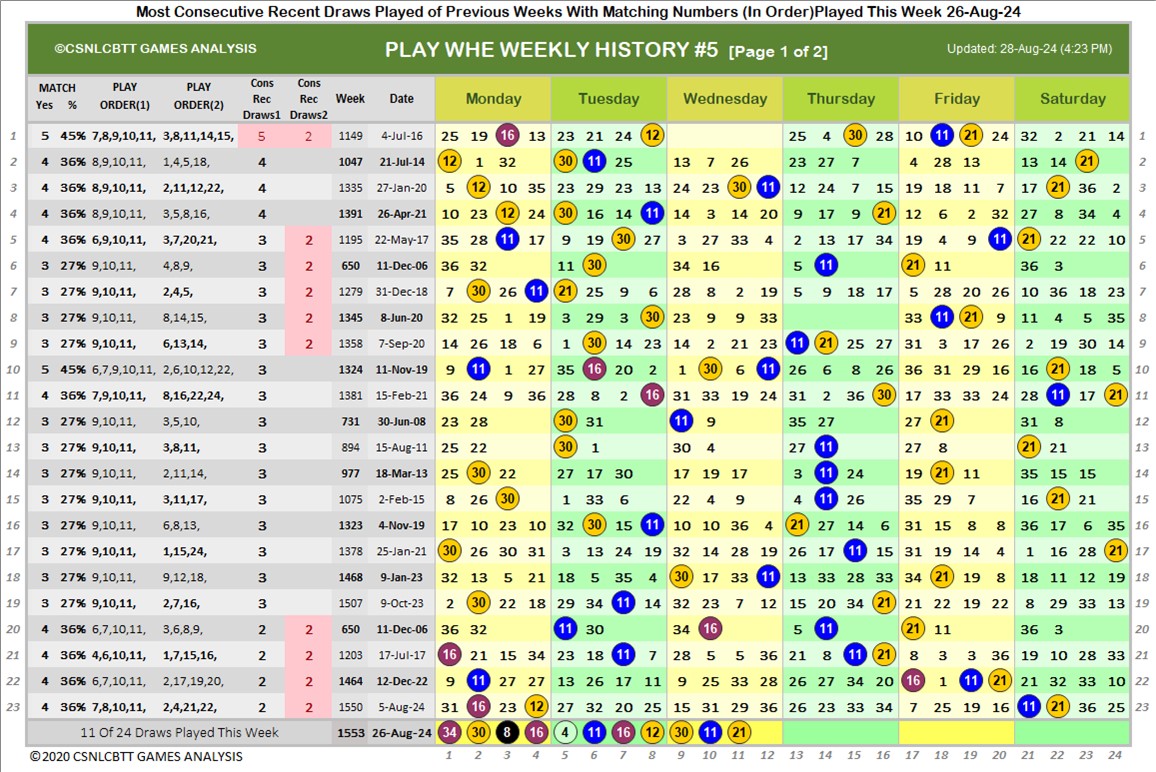 Most Consecutive Recent Draws Played of Previous Weeks With Matching Numbers (In Order)Played This Week 26-Aug-24
©CSNLCBTT GAMES ANALYSIS PLAY WHE WEEKLY HISTORY #5 [Page 1 of 2] Updated: 28-Aug-24 (4:23 PM)
MATCH PLAY PLAY Cons Cons Week Date Monday Tuesday Wednesday Thursday Friday Saturday
Yes % ORDER(1) ORDER(2) Rec Rec
Draws1 Draws2
1 5 45% 7,8,9,10,11, 3,8,11,14,15, 5 2 1149 4-Jul-16 25 19 16 13 23 21 24 12 25 4 30 28 10 11 19 24 32 2 21 14 1
2 4 36% 8,9,10,11, 1,4,5,18, 4 1047 21-Jul-14 12 1 32 30 11 25 13 7 26 23 27 7 4 28 13 13 14 21 2
3 4 36% 8,9,10,11, 2,11,12,22, 4 1335 27-Jan-20 5 12 10 35 23 29 23 13 24 23 30 11 12 24 7 15 19 18 11 7 17 21 36 2 3
4 4 36% 8,9,10,11, 3,5,8,16, 4 1391 26-Apr-21 10 23 12 24 30 16 14 11 14 3 14 20 9 17 9 21 12 6 2 32 27 8 34 4 4
5 4 36% 6,9,10,11, 3,7,20,21, 3 2 1195 22-May-17 35 28 11 17 9 19 30 27 3 27 33 4 2 13 17 34 19 4 9 11 21 22 22 10 5
6 3 27% 9,10,11, 4,8,9, 3 2 650 11-Dec-06 36 32 11 30 34 16 5 11 21 11 36 3 6
7 3 27% 9,10,11, 2,4,5, 3 2 1279 31-Dec-18 7 30 26 11 21 25 9 6 28 8 2 19 5 9 18 17 5 28 20 26 10 36 18 23 7
8 3 27% 9,10,11, 8,14,15, 3 2 1345 8-Jun-20 32 25 1 19 3 29 3 30 23 9 9 33 33 11 21 9 11 4 5 35 8
9 3 27% 9,10,11, 6,13,14, 3 2 1358 7-Sep-20 14 26 18 6 1 30 14 23 14 2 21 23 11 21 25 27 31 3 17 26 2 19 30 14 9
10 5 45% 6,7,9,10,11, 2,6,10,12,22, 3 1324 11-Nov-19 9 11 1 27 35 16 20 2 1 30 6 11 26 6 8 26 36 31 29 16 16 21 18 5 10
11 4 36% 7,9,10,11, 8,16,22,24, 3 1381 15-Feb-21 36 24 9 36 28 8 2 16 31 33 19 24 31 2 36 30 17 33 33 24 28 11 17 21 11
12 3 27% 9,10,11, 3,5,10, 3 731 30-Jun-08 23 28 30 31 11 9 35 27 27 21 31 8 12
13 3 27% 9,10,11, 3,8,11, 3 894 15-Aug-11 25 22 30 1 30 4 27 11 27 8 21 21 13
14 3 27% 9,10,11, 2,11,14, 3 977 18-Mar-13 25 30 22 27 17 30 17 19 17 3 11 24 19 21 11 35 15 15 14
15 3 27% 9,10,11, 3,11,17, 3 1075 2-Feb-15 8 26 30 1 33 6 22 4 9 4 11 26 35 29 7 16 21 21 15
16 3 27% 9,10,11, 6,8,13, 3 1323 4-Nov-19 17 10 23 10 32 30 15 11 10 10 36 4 21 27 14 6 31 15 8 8 36 17 6 35 16
17 3 27% 9,10,11, 1,15,24, 3 1378 25-Jan-21 30 26 30 31 3 13 24 19 32 14 28 19 26 17 11 15 31 19 14 4 1 16 28 21 17
18 3 27% 9,10,11, 9,12,18, 3 1468 9-Jan-23 32 13 5 21 18 5 35 4 30 17 33 11 13 33 28 33 34 21 19 8 18 11 12 19 18
19 3 27% 9,10,11, 2,7,16, 3 1507 9-Oct-23 2 30 22 18 29 34 11 14 32 23 7 12 15 20 34 21 21 22 19 22 8 29 33 13 19
20 4 36% 6,7,10,11, 3,6,8,9, 2 2 650 11-Dec-06 36 32 11 30 34 16 5 11 21 11 36 3 20
21 4 36% 4,6,10,11, 1,7,15,16, 2 2 1203 17-Jul-17 16 21 15 34 23 18 11 7 28 5 5 36 21 8 11 21 8 3 3 36 19 10 28 33 21
22 4 36% 6,7,10,11, 2,17,19,20, 2 2 1464 12-Dec-22 9 11 27 27 13 26 17 11 9 25 33 28 26 27 34 20 16 1 11 21 21 32 33 10 22
23 4 36% 7,8,10,11, 2,4,21,22, 2 2 1550 5-Aug-24 31 16 23 12 27 32 20 25 15 31 29 36 26 23 33 34 7 25 19 16 11 21 36 25 23
11 Of 24 Draws Played This Week 1553 26-Aug-24 34 30 8 16 4 11 16 12 30 11 21
©2020 CSNLCBTT GAMES ANALYSIS 1 2 3 4 5 6 7 8 9 10 11 12 13 14 15 16 17 18 19 20 21 22 23 24